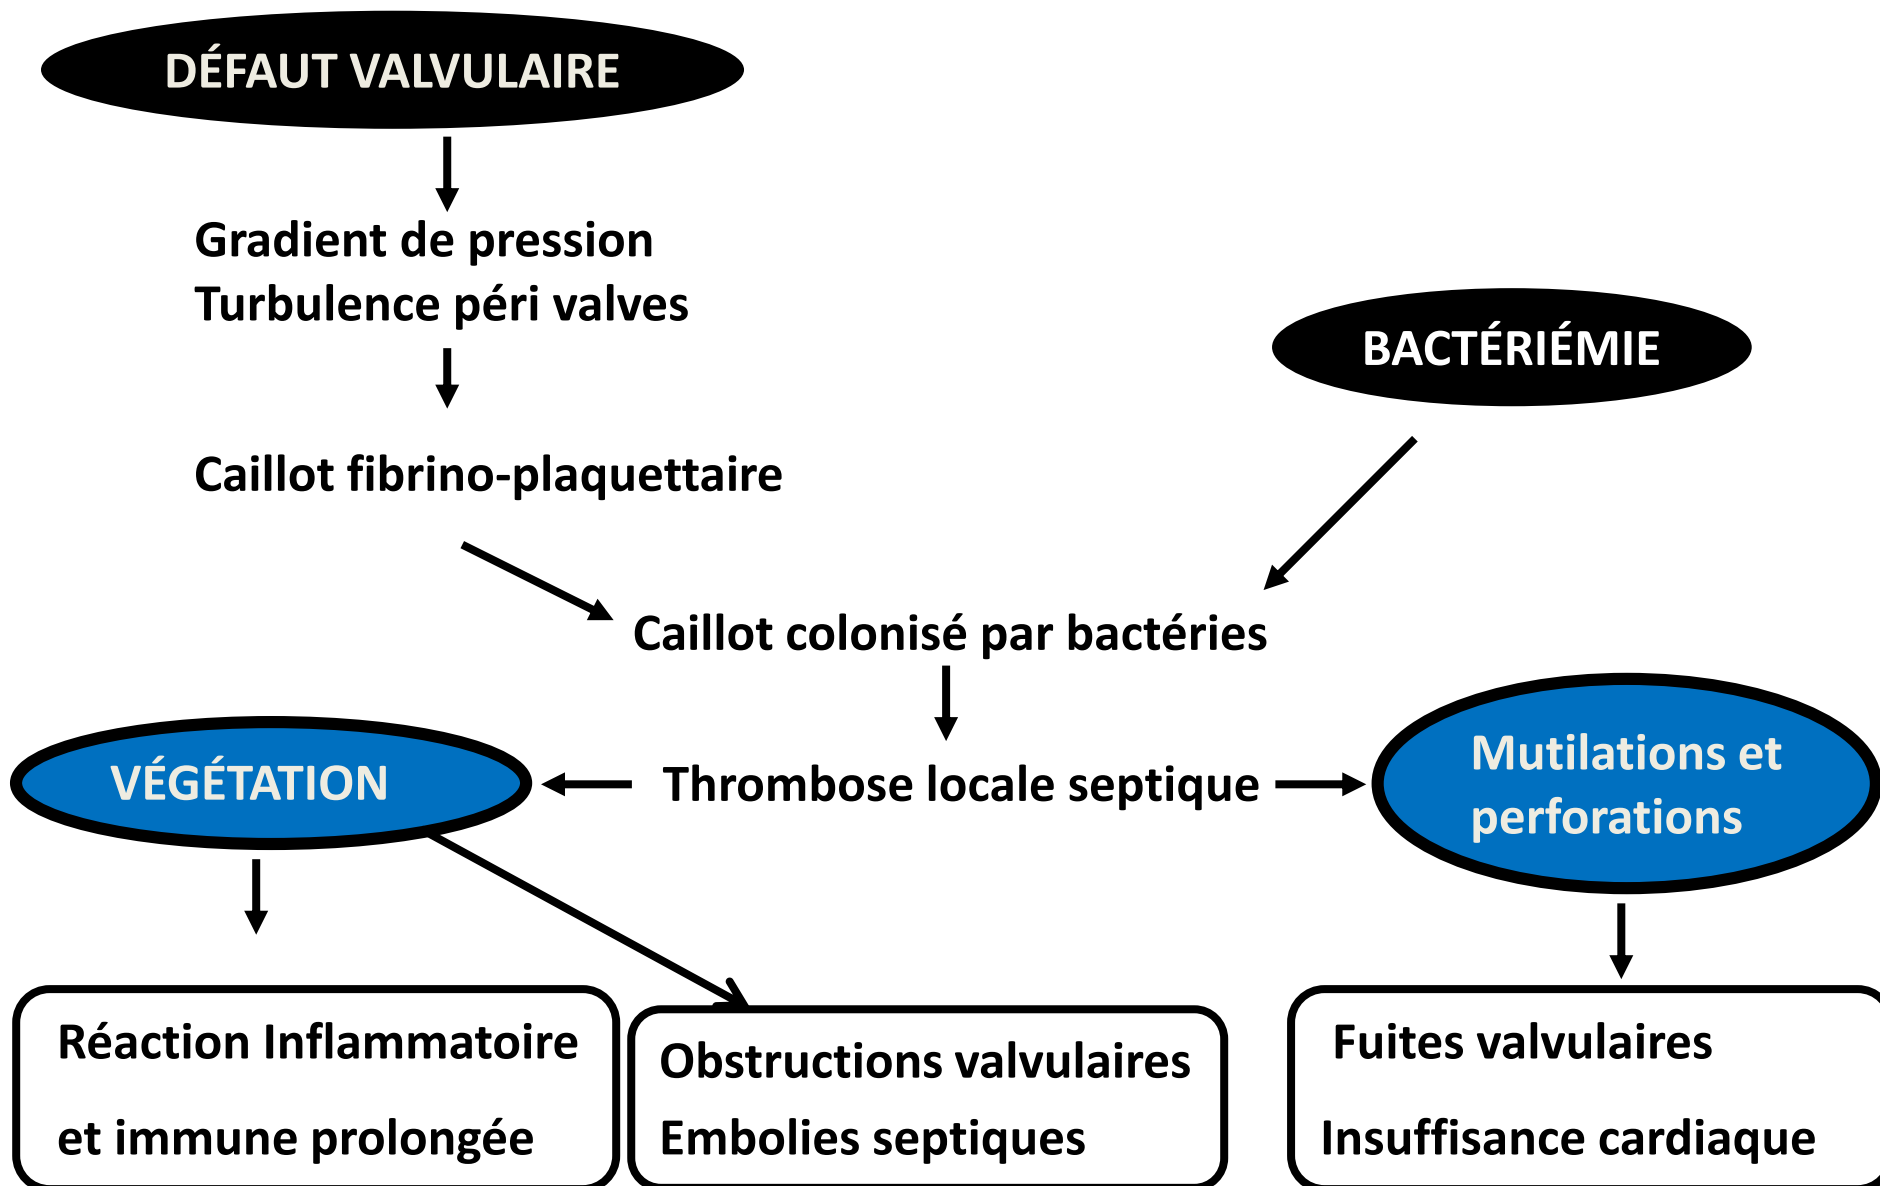 DÉFAUT VALVULAIRE
Gradient de pression
Turbulence péri valves
BACTÉRIÉMIE
Caillot fibrino-plaquettaire
Caillot colonisé par bactéries
VÉGÉTATION
Thrombose locale septique
Mutilations et
perforations
Réaction Inflammatoire
et immune prolongée
Obstructions valvulaires
Embolies septiques
Fuites valvulaires
Insuffisance cardiaque